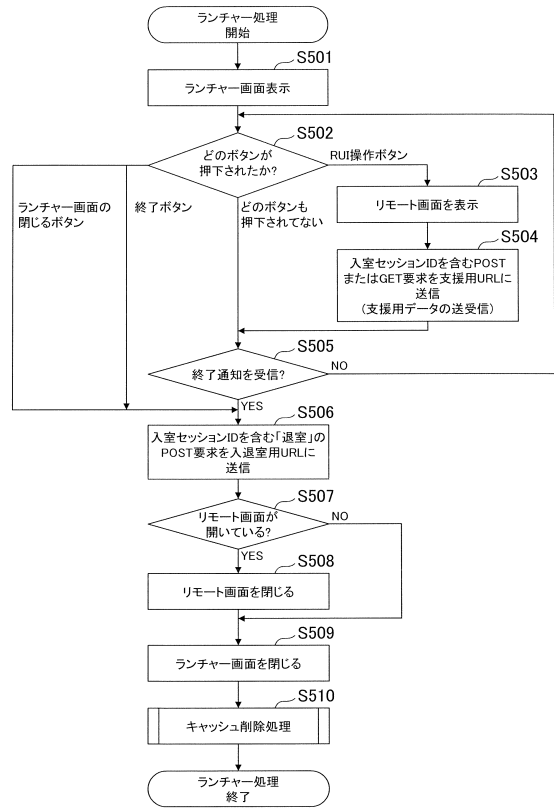 ランチャー処理
開始
S501
ランチャー画面表示
S502
どのボタンが
押下されたか?
RUI操作ボタン
S503
リモート画面を表示
ランチャー画面の
閉じるボタン
終了ボタン
どのボタンも
押下されてない
S504
入室セッションIDを含むPOST
またはGET要求を支援用URLに
送信
(支援用データの送受信)
S505
終了通知を受信?
NO
YES
S506
入室セッションIDを含む「退室」の
POST要求を入退室用URLに
送信
S507
リモート画面が
開いている?
NO
YES
S508
リモート画面を閉じる
S509
ランチャー画面を閉じる
S510
キャッシュ削除処理
ランチャー処理
終了